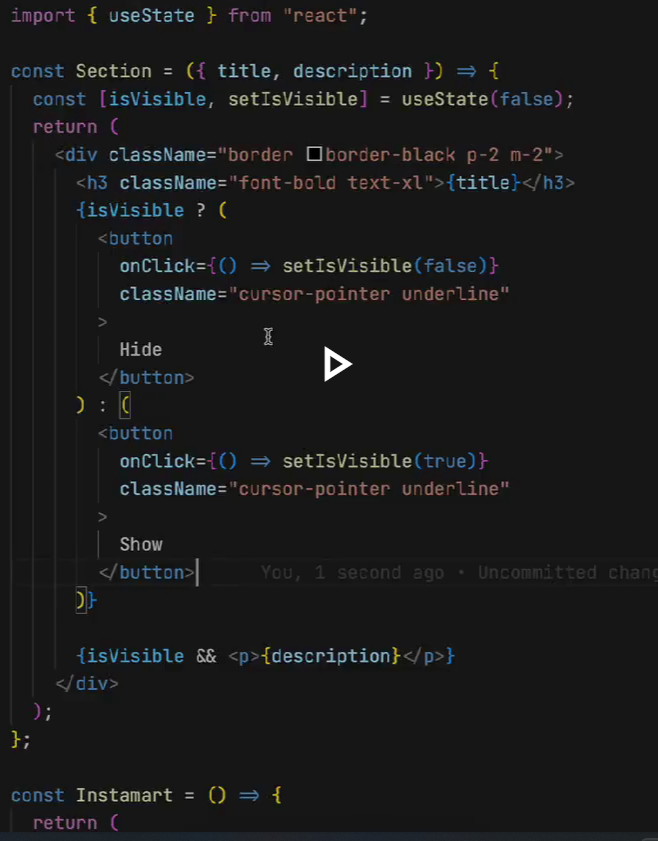 import { useState } from "react";
const Section = ({ title, description }) => {
const [isVisible, setIsVisible] = useState(false);
return (
<div className="border border-black p-2 m-2">
<h3 className="font-bold text-xl">{title}</h3>
{isVisible ? (
<button
onClick={() => setIsVisible(false)}
className="cursor-pointer underline"
>
Hide
</button>
) : (
<button
onClick={() => setIsVisible(true)}
className="cursor-pointer underline"
>
Show
</button> You, 1 second ago • Uncommitted chang
)}
{isVisible && <p>{description}</p>}
</div>
);
};
const Instamart = () => {
return (